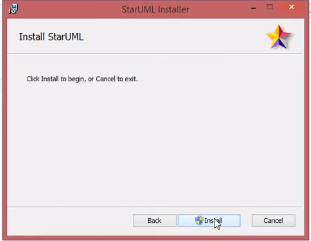 StarUML Installer
Install StarUML
Click Install to begin, or Cancel to exit.
Back
Install
Cancel